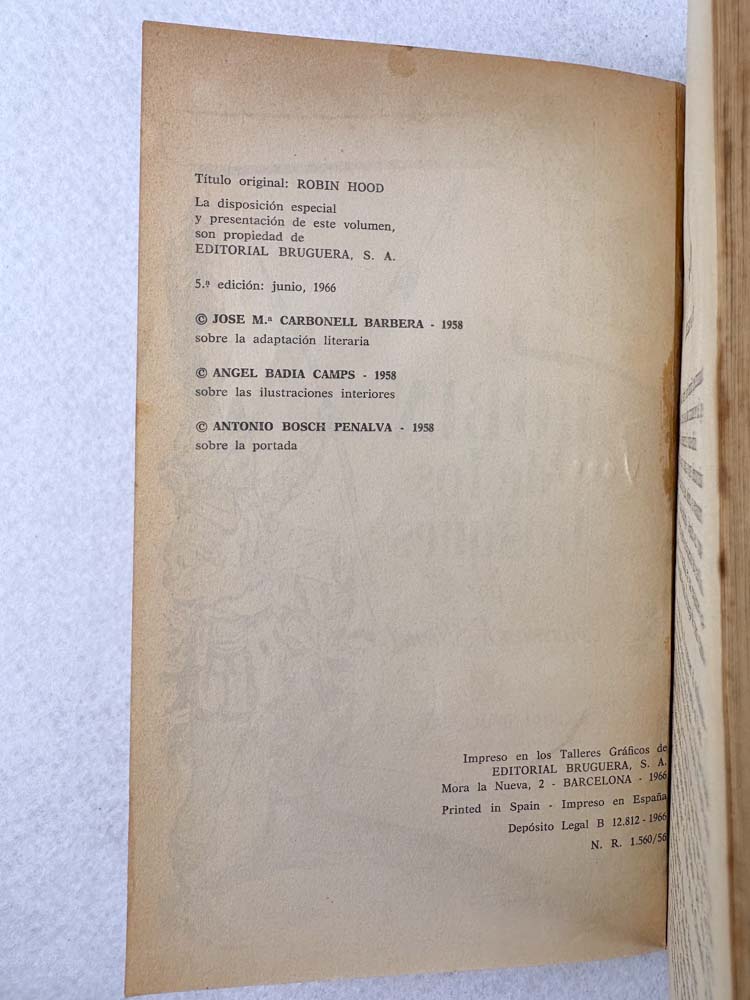 Título original: ROBIN HOOD
La disposición especial
y presentación de este volumen,
son propiedad de
EDITORIAL BRUGUERA, S. A.
5.ª edición: junio, 1966
© JOSE M.ª CARBONELL BARBERA - 1958
sobre la adaptación literaria
© ANGEL BADIA CAMPS - 1958
sobre las ilustraciones interiores
© ANTONIO BOSCH PENALVA - 1958
sobre la portada
Impreso en los Talleres Gráficos de
EDITORIAL BRUGUERA, S. A.
Mora la Nueva, 2 - BARCELONA - 1966
Printed in Spain - Impreso en España
Depósito Legal B 12.812 - 1966
N. R. 1.560/56